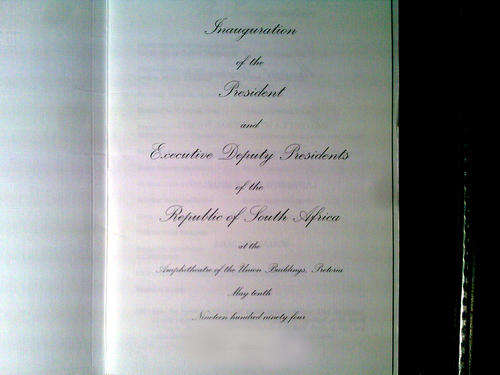 Inauguration
of the
President
and
Executive Deputy Presidents
of the
Republic of South Africa
at the
Amphitheatre of the Union Buildings, Pretoria
May tenth
Nineteen hundred ninety four